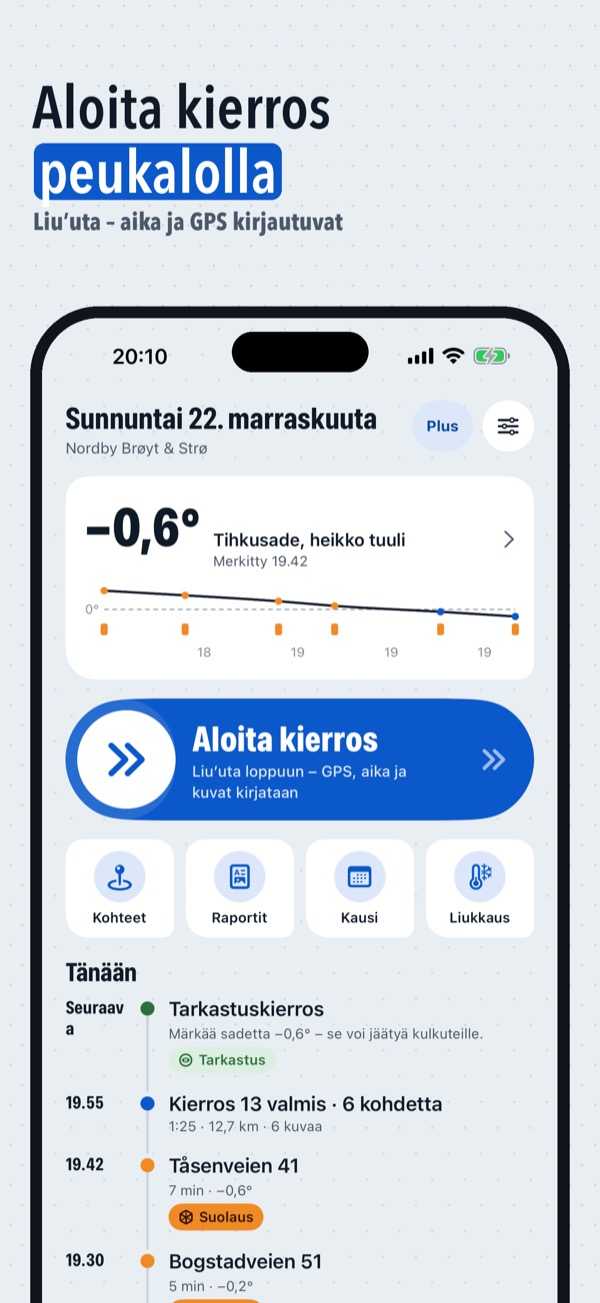 Aloita kierros
peukalolla
Liu’uta – aika ja GPS kirjautuvat
20:10
Sunnuntai 22. marraskuuta
Nordby Brøyt & Strø
Plus
−0,6°
Tihkusade, heikko tuuli
Merkitty 19.42
0°
18 19 19 19
Aloita kierros
Liu’uta loppuun – GPS, aika ja
kuvat kirjataan
Kohteet Raportit Kausi Liukkaus
Tänään
Seuraav
a
Tarkastuskierros
Märkää sadetta −0,6° – se voi jäätyä kulkuteille.
Tarkastus
19.55
Kierros 13 valmis · 6 kohdetta
1:25 · 12,7 km · 6 kuvaa
19.42
Tåsenveien 41
7 min · −0,6°
Suolaus
19.30
Bogstadveien 51
5 min · −0,2°